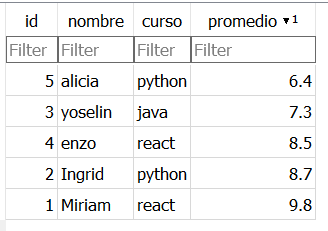 id nombre curso promedio ▼1
Filter Filter Filter Filter
5 alicia python 6.4
3 yoselin java 7.3
4 enzo react 8.5
2 Ingrid python 8.7
1 Miriam react 9.8